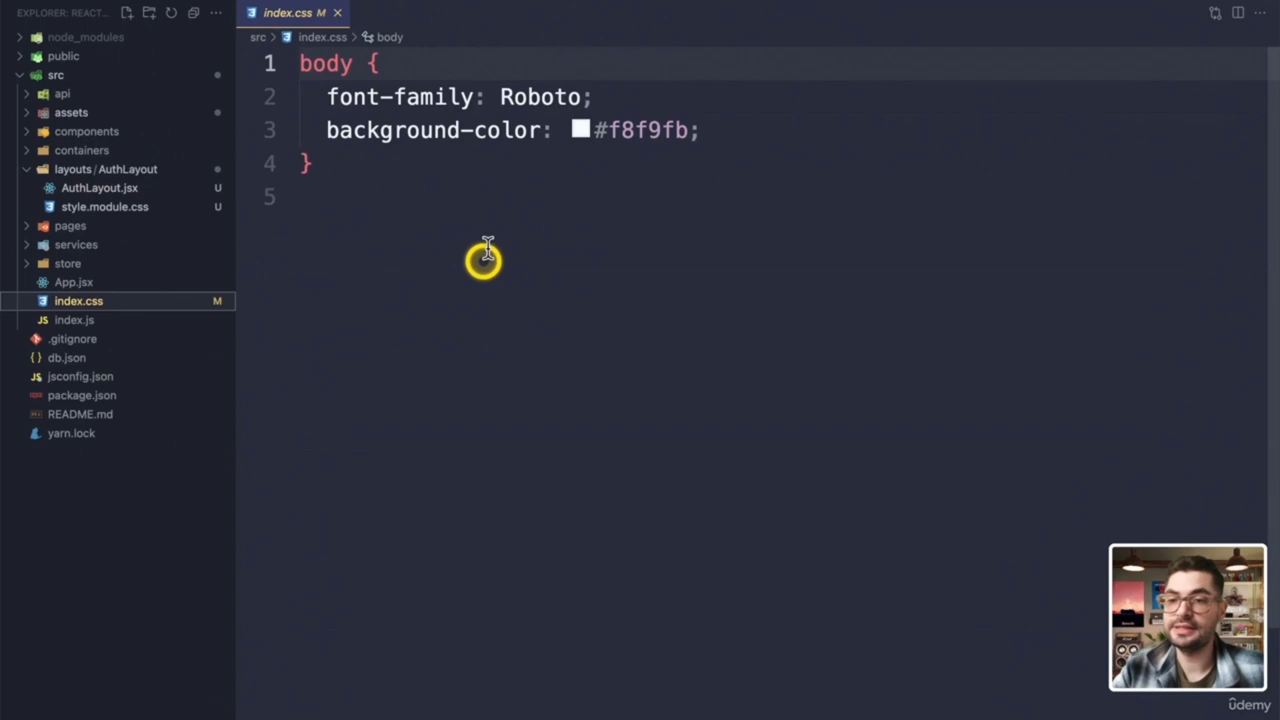 EXPLORER: REACT...
index.css M
node_modules
src > index.css > body
public
src
api
assets
components
containers
layouts / AuthLayout
AuthLayout.jsx U
style.module.css U
pages
services
store
App.jsx
index.css M
JS index.js
.gitignore
{ } db.json
JS jsconfig.json
package.json
README.md
yarn.lock
1 body {
2 font-family: Roboto;
3 background-color: #f8f9fb;
4 }
5
ûdemy